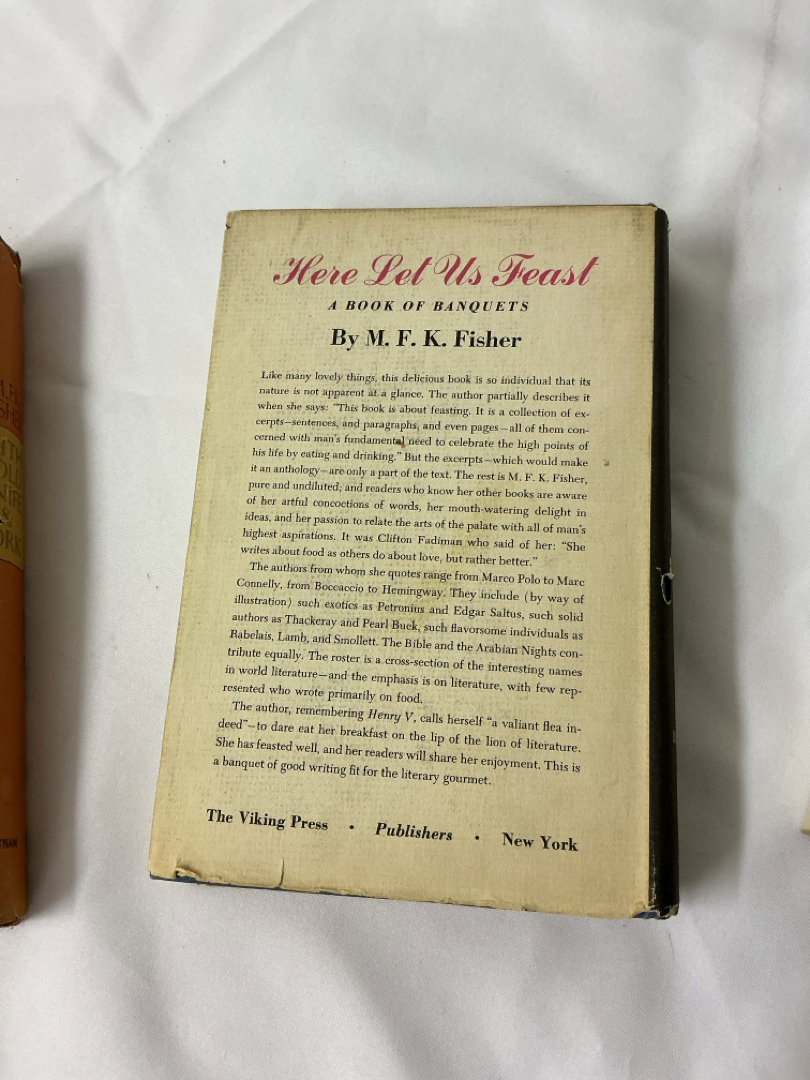 Here Let Us Feast
A BOOK OF BANQUETS
By M. F. K. Fisher
Like many lovely things, this delicious book is so individual that its
nature is not apparent at a glance. The author partially describes it
when she says: "This book is about feasting. It is a collection of ex-
cerpts—sentences, and paragraphs, and even pages—all of them con-
cerned with man's fundamental need to celebrate the high points of
his life by eating and drinking." But the excerpts—which would make
it an anthology—are only a part of the text. The rest is M. F. K. Fisher,
pure and undiluted; and readers who know her other books are aware
of her artful concoctions of words, her mouth-watering delight in
ideas, and her passion to relate the arts of the palate with all of man's
highest aspirations. It was Clifton Fadiman who said of her: "She
writes about food as others do about love, but rather better."
The authors from whom she quotes range from Marco Polo to Marc
Connelly, from Boccaccio to Hemingway. They include (by way of
illustration) such exotics as Petronius and Edgar Saltus, such solid
authors as Thackeray and Pearl Buck, such flavorsome individuals as
Rabelais, Lamb, and Smollett. The Bible and the Arabian Nights con-
tribute equally. The roster is a cross-section of the interesting names
in world literature—and the emphasis is on literature, with few rep-
resented who wrote primarily on food.
The author, remembering Henry V, calls herself "a valiant flea in-
deed"—to dare eat her breakfast on the lip of the lion of literature.
She has feasted well, and her readers will share her enjoyment. This is
a banquet of good writing fit for the literary gourmet.
The Viking Press • Publishers • New York